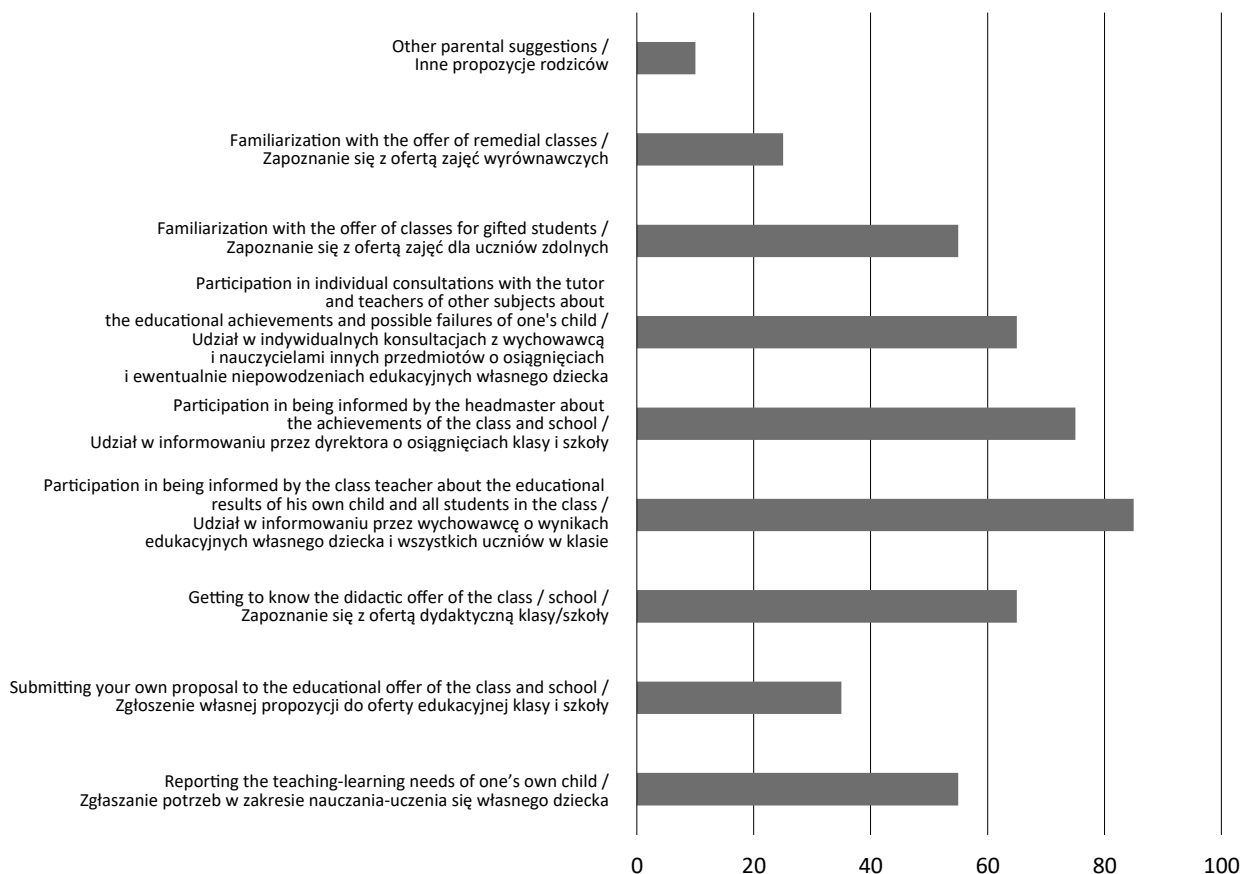 Other parental suggestions /
Inne propozycje rodziców
Familiarization with the offer of remedial classes /
Zapoznanie się z ofertą zajęć wyrównawczych
Familiarization with the offer of classes for gifted students /
Zapoznanie się z ofertą zajęć dla uczniów zdolnych
Participation in individual consultations with the tutor
and teachers of other subjects about
the educational achievements and possible failures of one's child /
Udział w indywidualnych konsultacjach z wychowawcą
i nauczycielami innych przedmiotów o osiągnięciach
i ewentualnie niepowodzeniach edukacyjnych własnego dziecka
Participation in being informed by the headmaster about
the achievements of the class and school /
Udział w informowaniu przez dyrektora o osiągnięciach klasy i szkoły
Participation in being informed by the class teacher about the educational
results of his own child and all students in the class /
Udział w informowaniu przez wychowawcę o wynikach
edukacyjnych własnego dziecka i wszystkich uczniów w klasie
Getting to know the didactic offer of the class / school /
Zapoznanie się z ofertą dydaktyczną klasy/szkoły
Submitting your own proposal to the educational offer of the class and school /
Zgłoszenie własnej propozycji do oferty edukacyjnej klasy i szkoły
Reporting the teaching-learning needs of one’s own child /
Zgłaszanie potrzeb w zakresie nauczania-uczenia się własnego dziecka
0 20 40 60 80 100